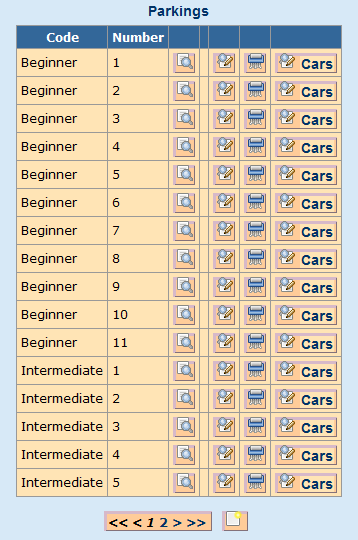 Parkings
Code Number
Beginner 1 Cars
Beginner 2 Cars
Beginner 3 Cars
Beginner 4 Cars
Beginner 5 Cars
Beginner 6 Cars
Beginner 7 Cars
Beginner 8 Cars
Beginner 9 Cars
Beginner 10 Cars
Beginner 11 Cars
Intermediate 1 Cars
Intermediate 2 Cars
Intermediate 3 Cars
Intermediate 4 Cars
Intermediate 5 Cars
<< < 1 2 > >>